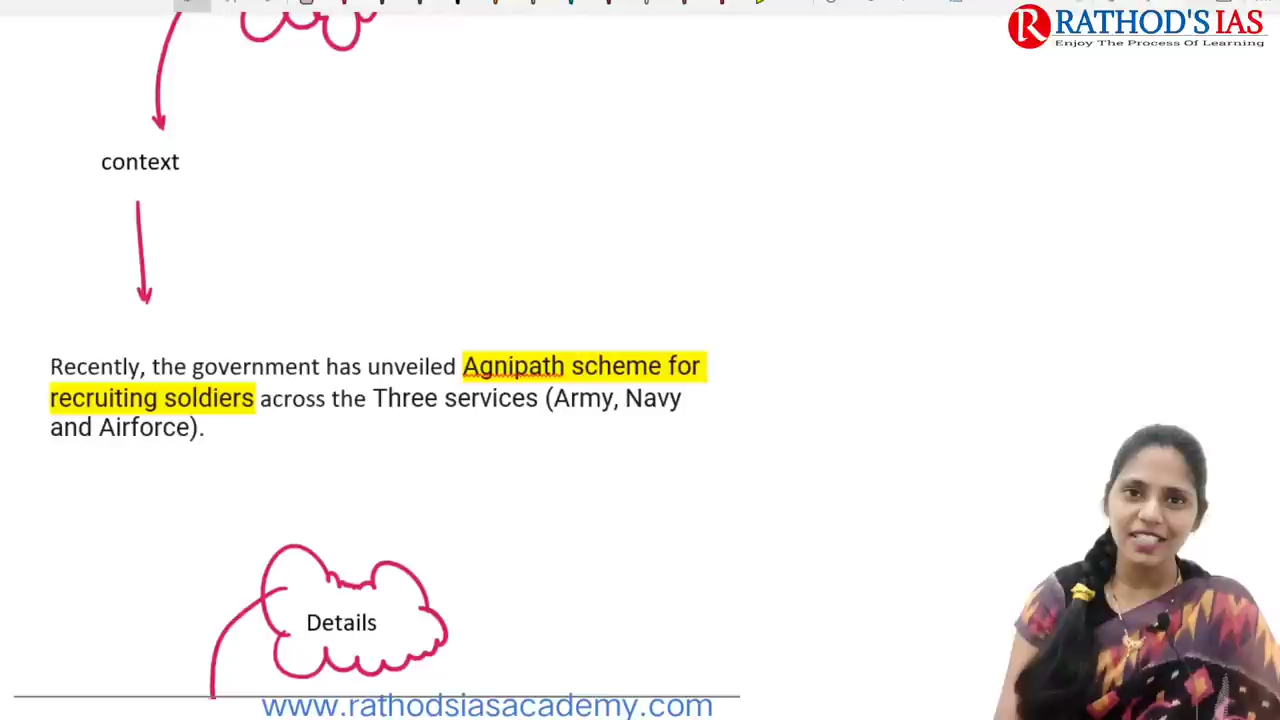 RATHOD'S IAS
Enjoy The Process Of Learning
context
Recently, the government has unveiled Agnipath scheme for
recruiting soldiers across the Three services (Army, Navy
and Airforce).
Details
www.rathodsiasacademy.com